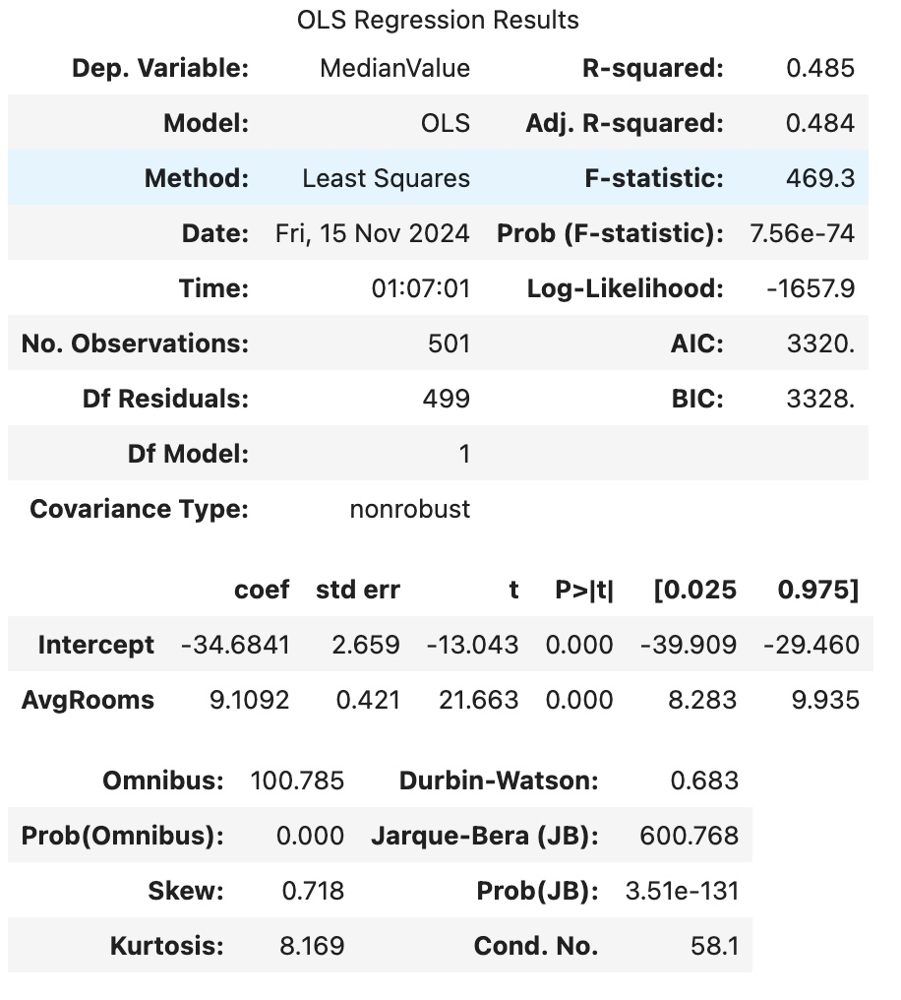 OLS Regression Results
Dep. Variable: MedianValue R-squared: 0.485
Model: OLS Adj. R-squared: 0.484
Method: Least Squares F-statistic: 469.3
Date: Fri, 15 Nov 2024 Prob (F-statistic): 7.56e-74
Time: 01:07:01 Log-Likelihood: -1657.9
No. Observations: 501 AIC: 3320.
Df Residuals: 499 BIC: 3328.
Df Model: 1
Covariance Type: nonrobust
coef std err t P>|t| [0.025 0.975]
Intercept -34.6841 2.659 -13.043 0.000 -39.909 -29.460
AvgRooms 9.1092 0.421 21.663 0.000 8.283 9.935
Omnibus: 100.785 Durbin-Watson: 0.683
Prob(Omnibus): 0.000 Jarque-Bera (JB): 600.768
Skew: 0.718 Prob(JB): 3.51e-131
Kurtosis: 8.169 Cond. No. 58.1